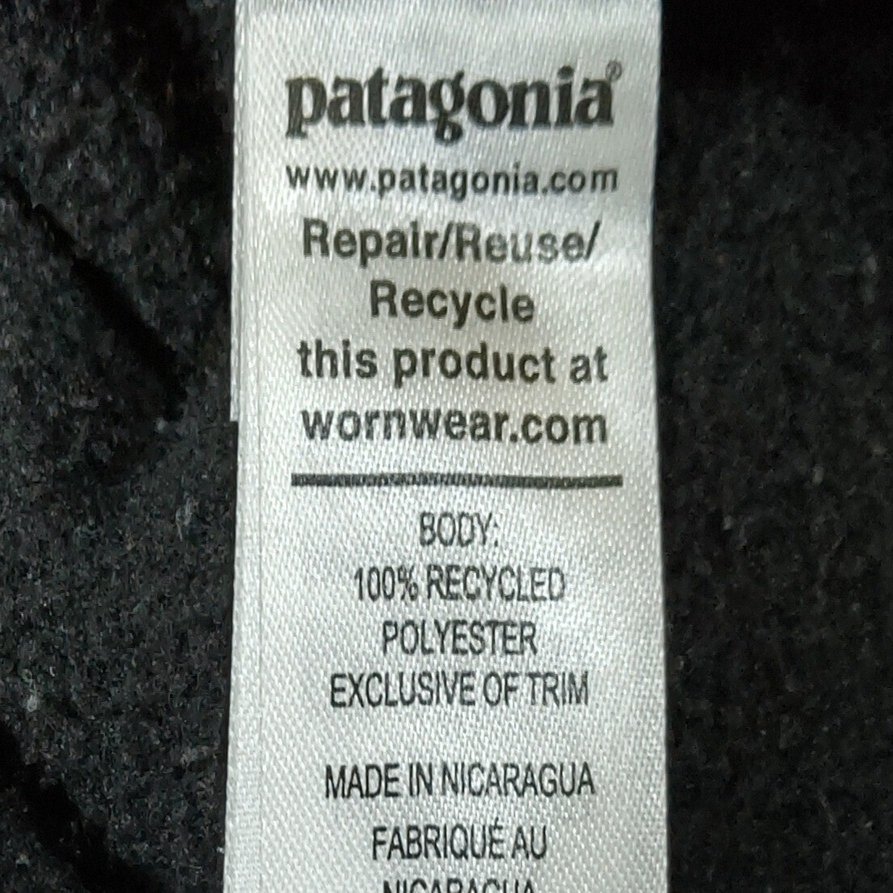 patagonia®
www.patagonia.com
Repair/Reuse/
Recycle
this product at
wornwear.com
BODY:
100% RECYCLED
POLYESTER
EXCLUSIVE OF TRIM
MADE IN NICARAGUA
FABRIQUÉ AU
NICARAGUA